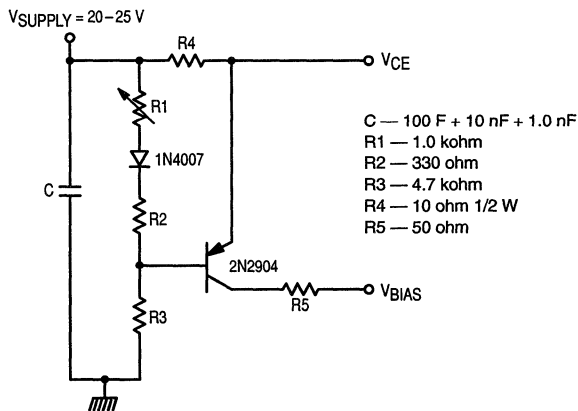 VSUPPLY = 20–25 V
R4
VCE
R1
C — 100 F + 10 nF + 1.0 nF
R1 — 1.0 kohm
1N4007
R2 — 330 ohm
C
R3 — 4.7 kohm
R2
R4 — 10 ohm 1/2 W
R5 — 50 ohm
2N2904
R5
VBIAS
R3